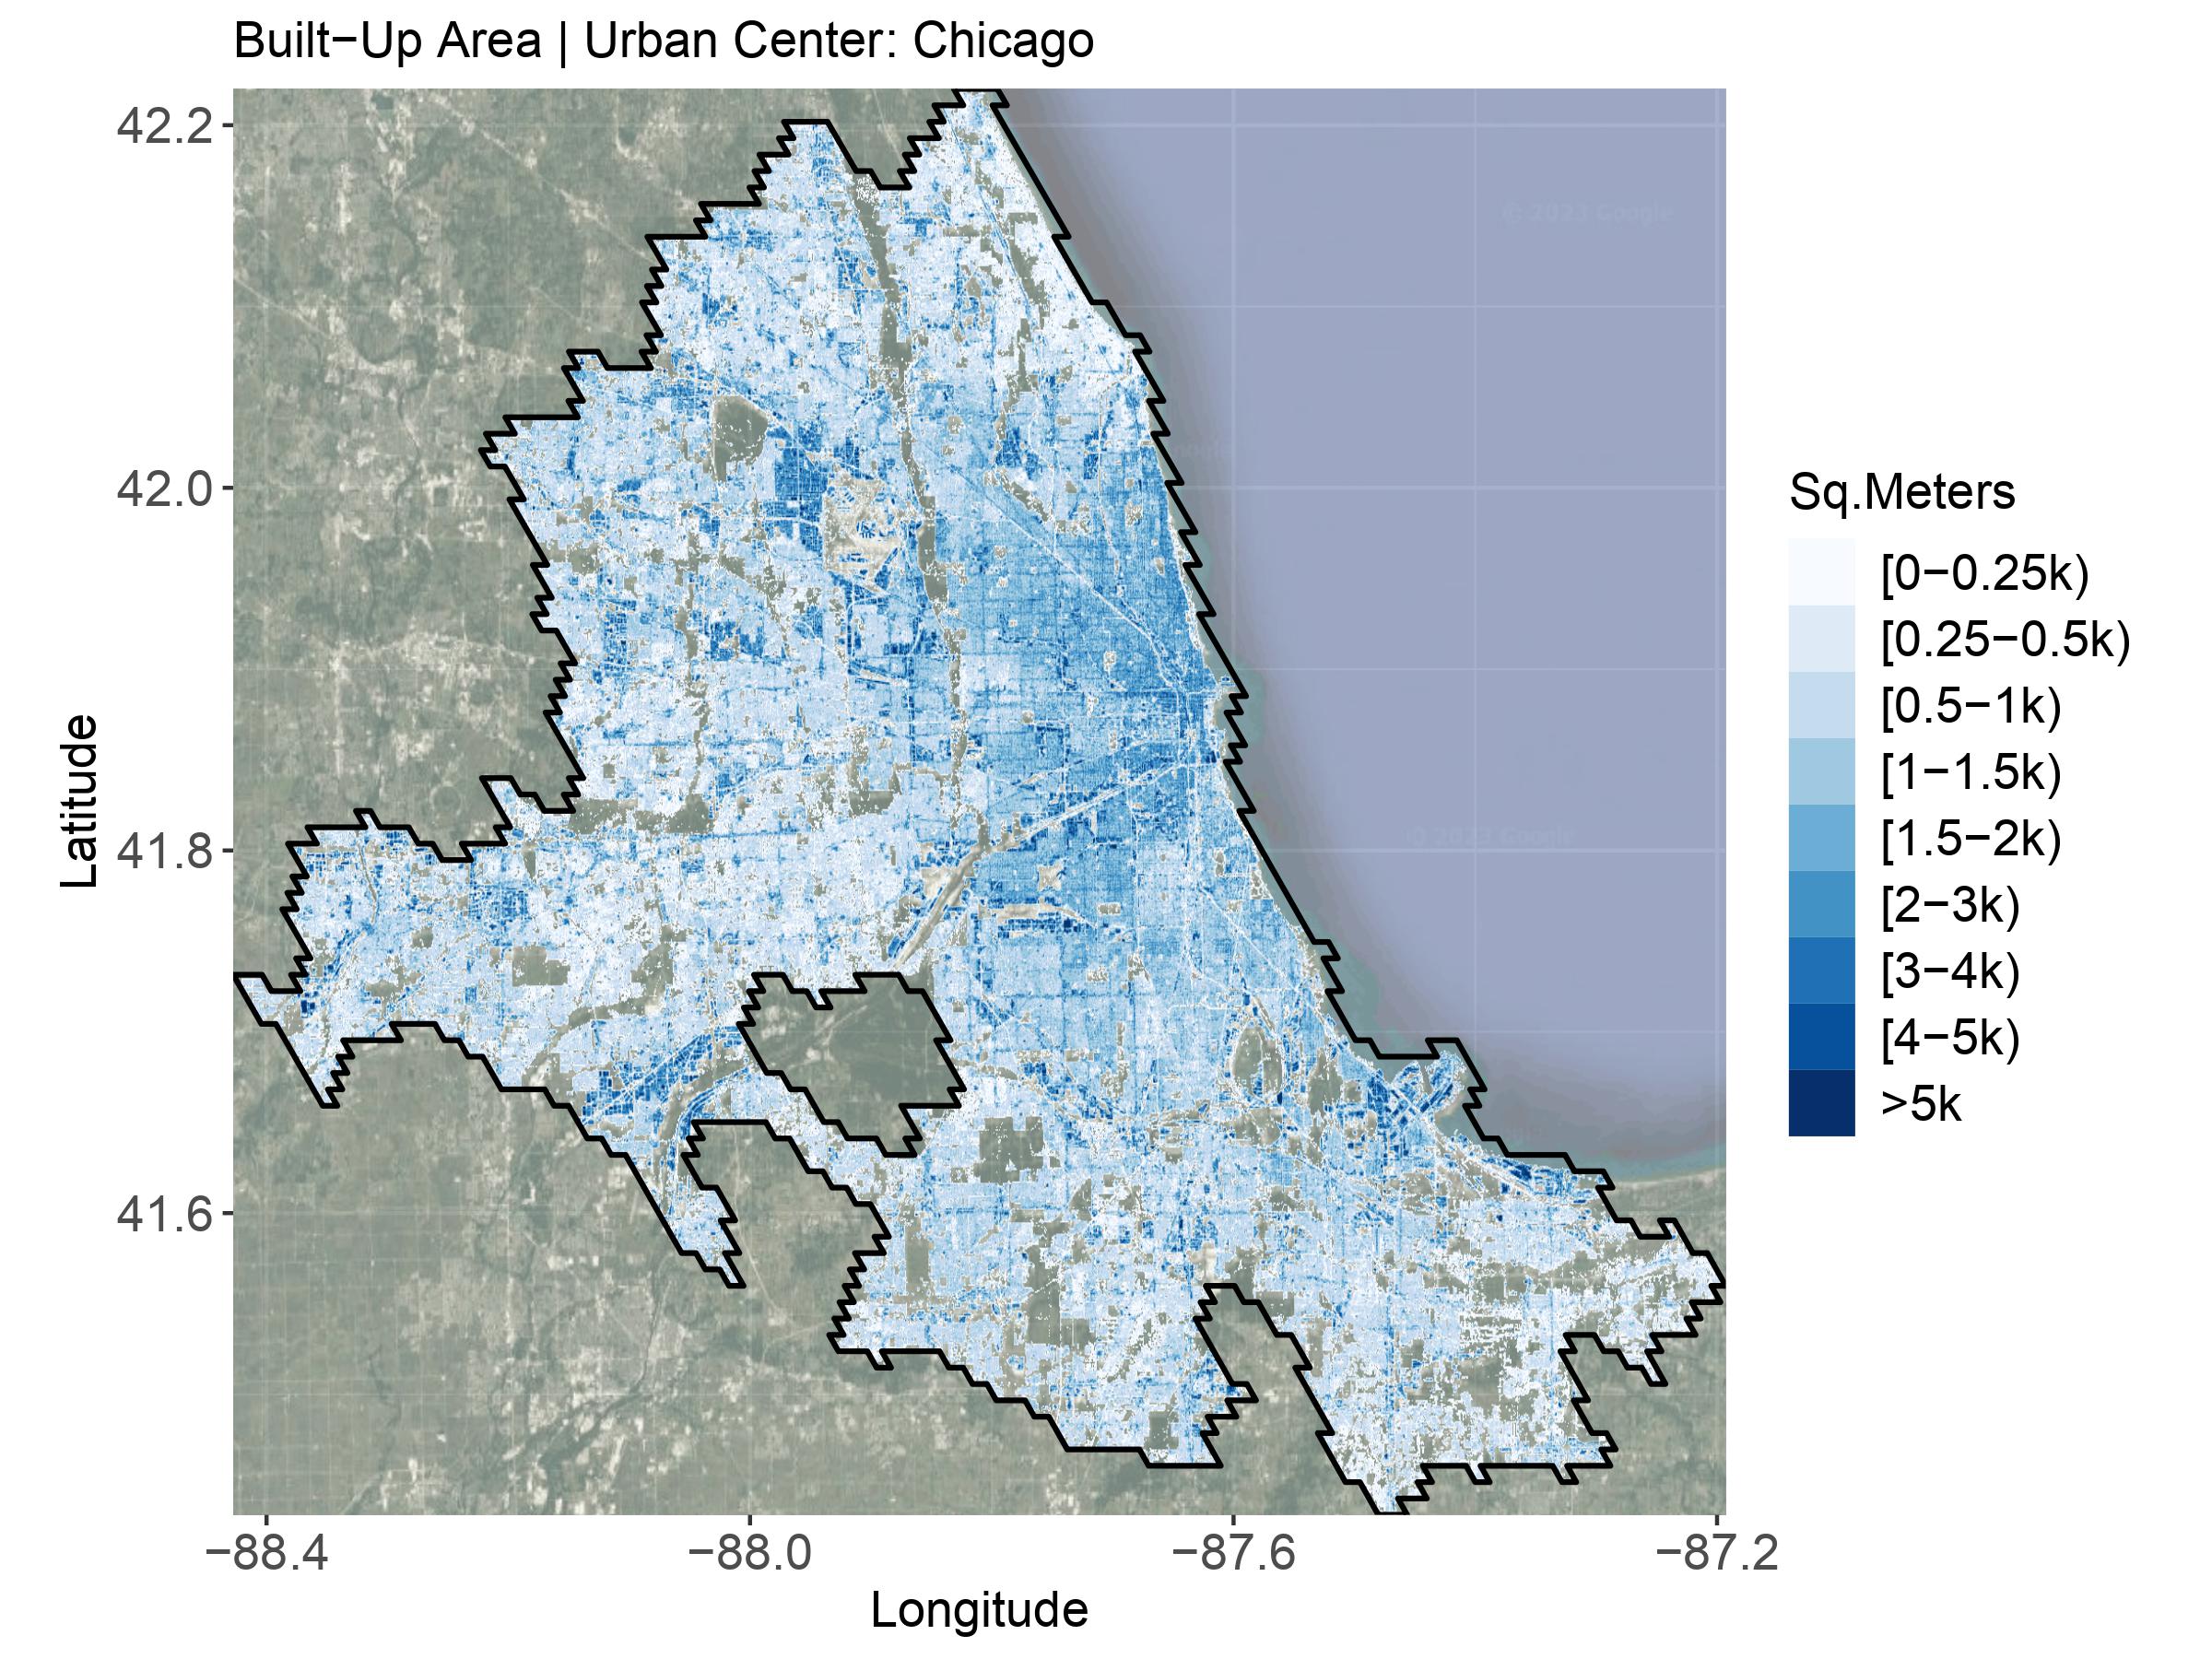 Built−Up Area | Urban Center: Chicago
42.2
42.0
41.8
41.6
Latitude
−88.4
−88.0
−87.6
−87.2
Longitude
Sq.Meters
[0−0.25k)
[0.25−0.5k)
[0.5−1k)
[1−1.5k)
[1.5−2k)
[2−3k)
[3−4k)
[4−5k)
>5k
© 2023 Google
© 2023 Google